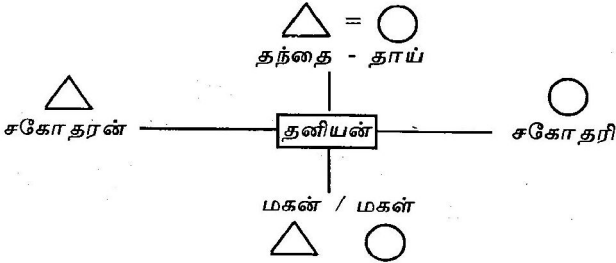 தந்தை - தாய்
சகோதரன் தனியன் சகோதரி
மகன் / மகள்